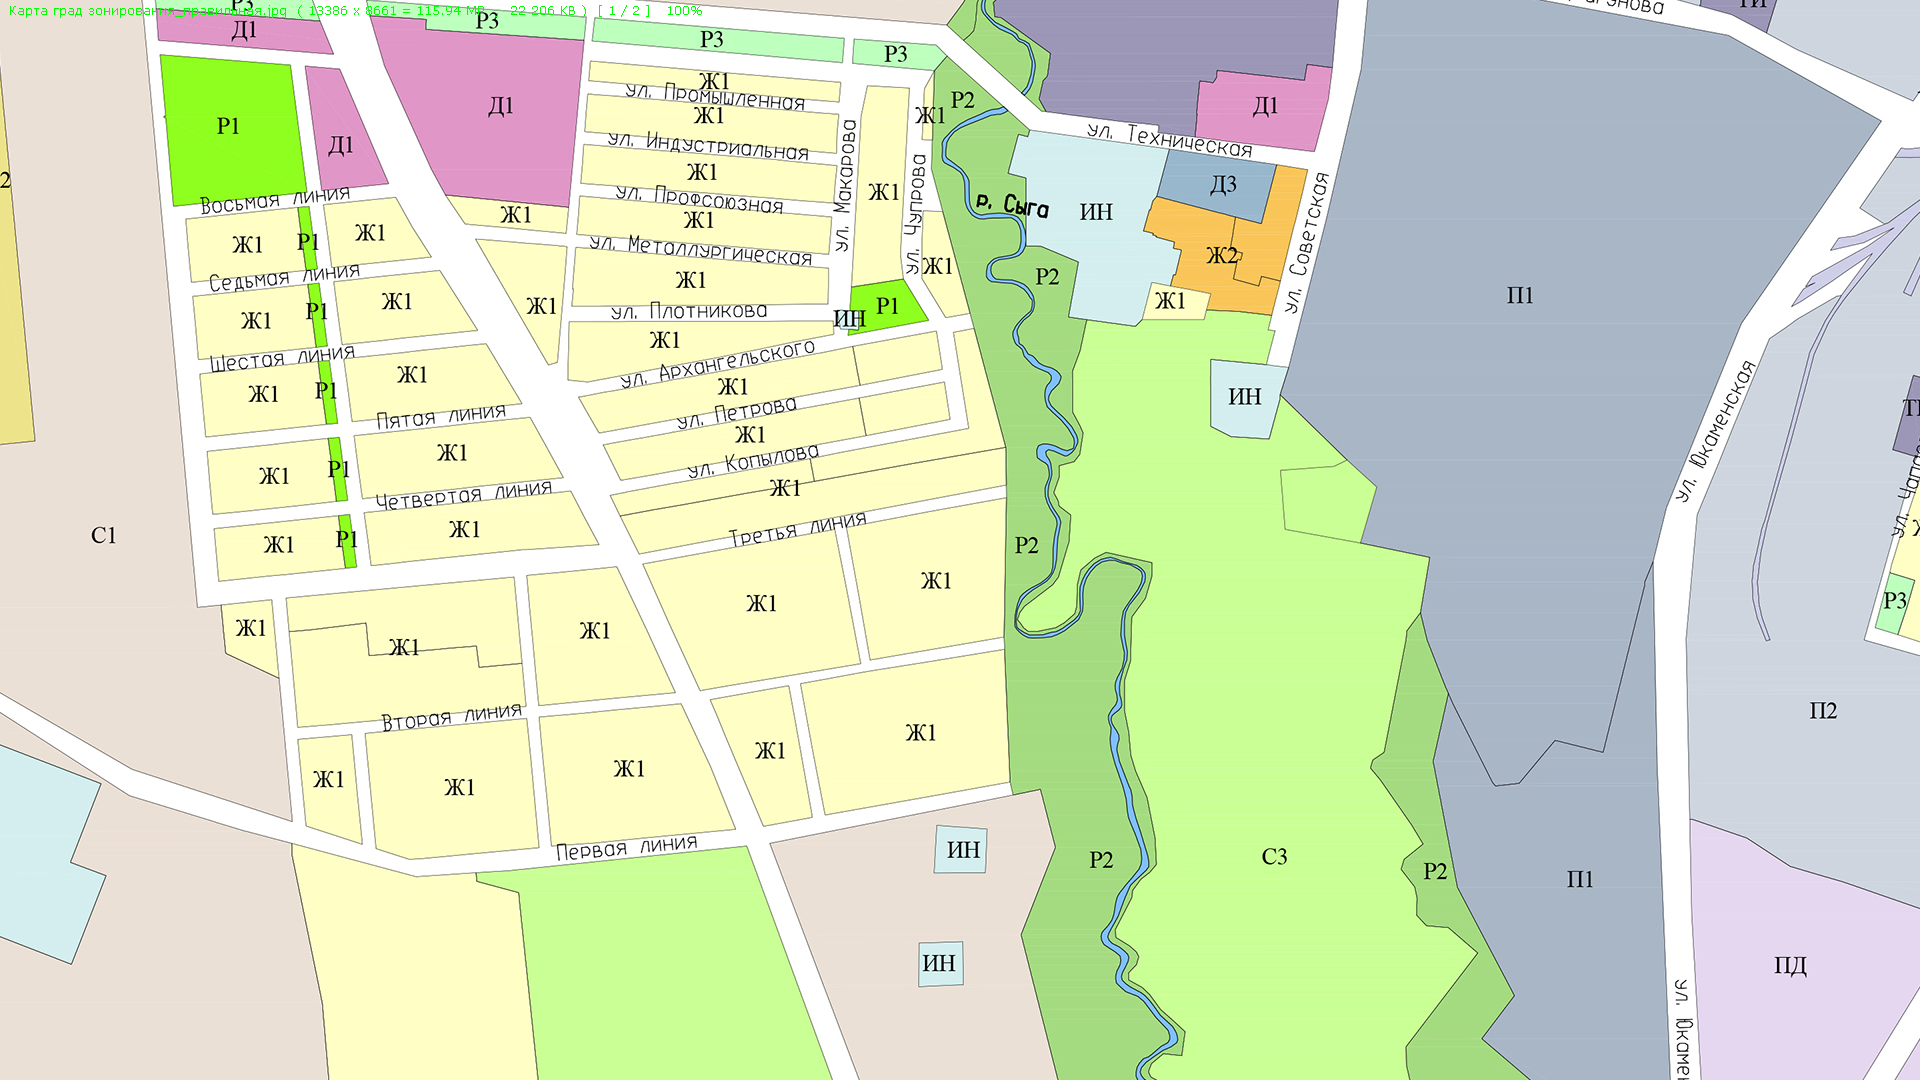 Карта град зонирования_правильная.jpg ( 13386 x 8661 = 115.94 MP 22 206 KB ) [ 1 / 2 ] 100%
Р3
Д1
Р3
Р3
Р3
Д1
Р1
Д1
Ж1
ул. Промышленная
Ж1
ул. Индустриальная
Ж1
ул. Профсоюзная
Ж1
Ж1
ул. Металлургическая
Ж1
ул. Плотникова
Ж1
Ж1
ул. Макарова
Ж1
ул. Чупрова
Ж1
Ж1
Р1
ИН
Р2
р. Сыга
Р2
ул. Техническая
Д1
ИН
Д3
Ж2
Ж1
ул. Советская
ИН
П1
ул. Юкаменская
Восьмая линия
Ж1
Р1
Ж1
Седьмая линия
Ж1
Р1
Ж1
Шестая линия
Ж1
Р1
Ж1
Пятая линия
Ж1
Р1
Ж1
Четвертая линия
Ж1
Р1
Ж1
ул. Архангельского
Ж1
ул. Петрова
Ж1
ул. Копылова
Ж1
Третья линия
Ж1
Ж1
С1
2
Ж1
Ж1
Ж1
Вторая линия
Ж1
Ж1
Ж1
Ж1
Ж1
Первая линия
ИН
ИН
Р2
Р2
С3
Р2
П1
П2
Р3
ПД